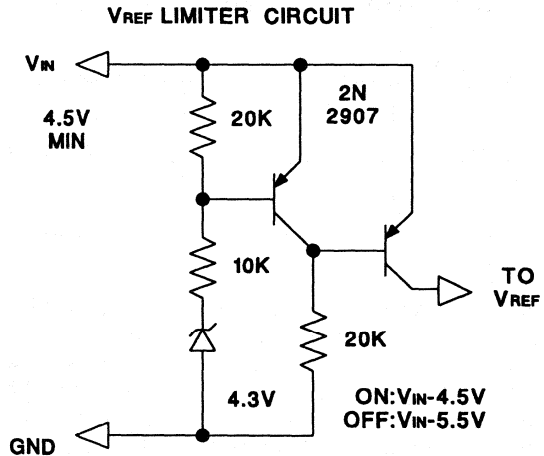 VREF LIMITER CIRCUIT
VIN
4.5V
MIN
20K
2N
2907
10K
TO
VREF
20K
4.3V
ON:VIN-4.5V
OFF:VIN-5.5V
GND